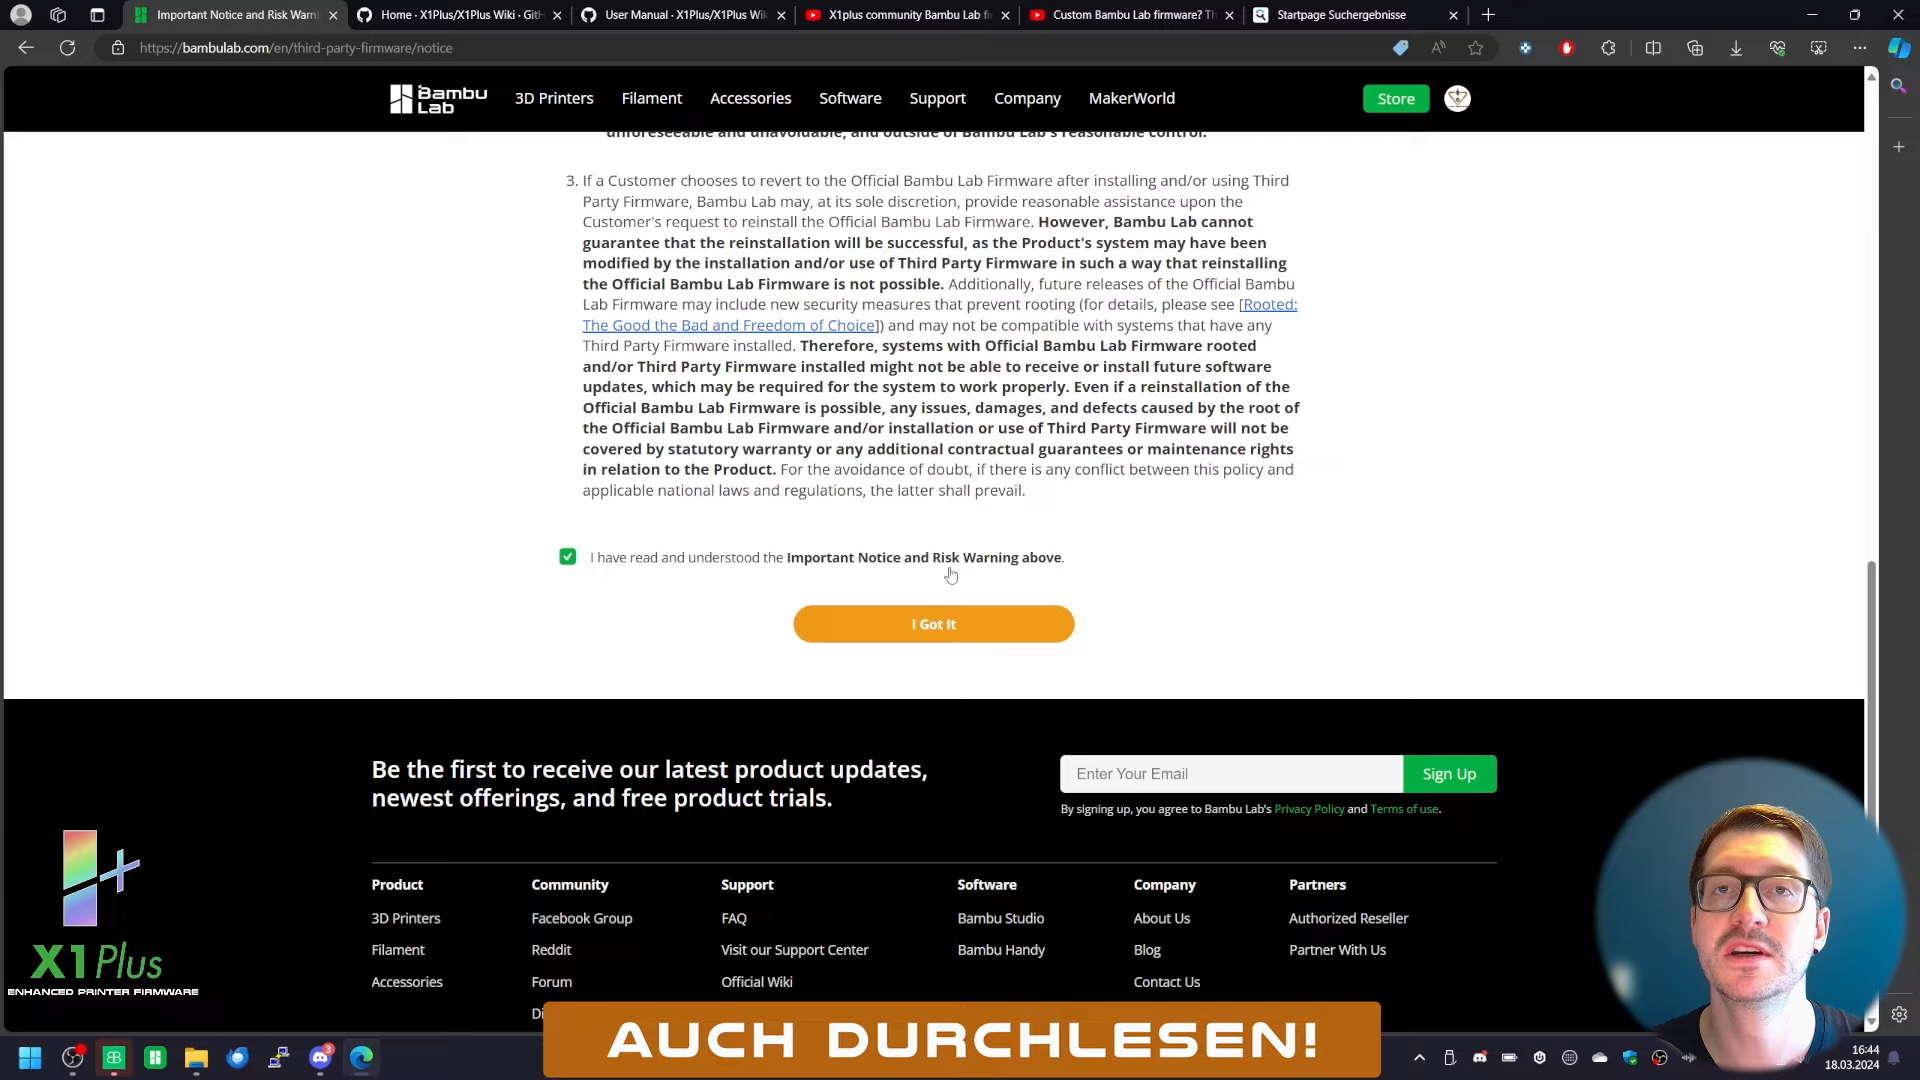 Important Notice and Risk Warni
Home · X1Plus/X1Plus Wiki · GitH
User Manual · X1Plus/X1Plus Wik
X1plus community Bambu Lab fi
Custom Bambu Lab firmware? Th
Startpage Suchergebnisse
https://bambulab.com/en/third-party-firmware/notice
Bambu Lab
3D Printers
Filament
Accessories
Software
Support
Company
MakerWorld
Store
unforeseeable and unavoidable, and outside of Bambu Lab's reasonable control.
3. If a Customer chooses to revert to the Official Bambu Lab Firmware after installing and/or using Third
Party Firmware, Bambu Lab may, at its sole discretion, provide reasonable assistance upon the
Customer's request to reinstall the Official Bambu Lab Firmware. However, Bambu Lab cannot
guarantee that the reinstallation will be successful, as the Product's system may have been
modified by the installation and/or use of Third Party Firmware in such a way that reinstalling
the Official Bambu Lab Firmware is not possible. Additionally, future releases of the Official Bambu
Lab Firmware may include new security measures that prevent rooting (for details, please see [Rooted:
The Good the Bad and Freedom of Choice]) and may not be compatible with systems that have any
Third Party Firmware installed. Therefore, systems with Official Bambu Lab Firmware rooted
and/or Third Party Firmware installed might not be able to receive or install future software
updates, which may be required for the system to work properly. Even if a reinstallation of the
Official Bambu Lab Firmware is possible, any issues, damages, and defects caused by the root of
the Official Bambu Lab Firmware and/or installation or use of Third Party Firmware will not be
covered by statutory warranty or any additional contractual guarantees or maintenance rights
in relation to the Product. For the avoidance of doubt, if there is any conflict between this policy and
applicable national laws and regulations, the latter shall prevail.
I have read and understood the Important Notice and Risk Warning above.
I Got It
Be the first to receive our latest product updates,
newest offerings, and free product trials.
Enter Your Email
Sign Up
By signing up, you agree to Bambu Lab's Privacy Policy and Terms of use.
Product
Community
Support
Software
Company
Partners
3D Printers
Facebook Group
FAQ
Bambu Studio
About Us
Authorized Reseller
Filament
Reddit
Visit our Support Center
Bambu Handy
Blog
Partner With Us
Accessories
Forum
Official Wiki
Contact Us
Di
X1 Plus
ENHANCED PRINTER FIRMWARE
AUCH DURCHLESEN!
3
16:44
18.03.2024